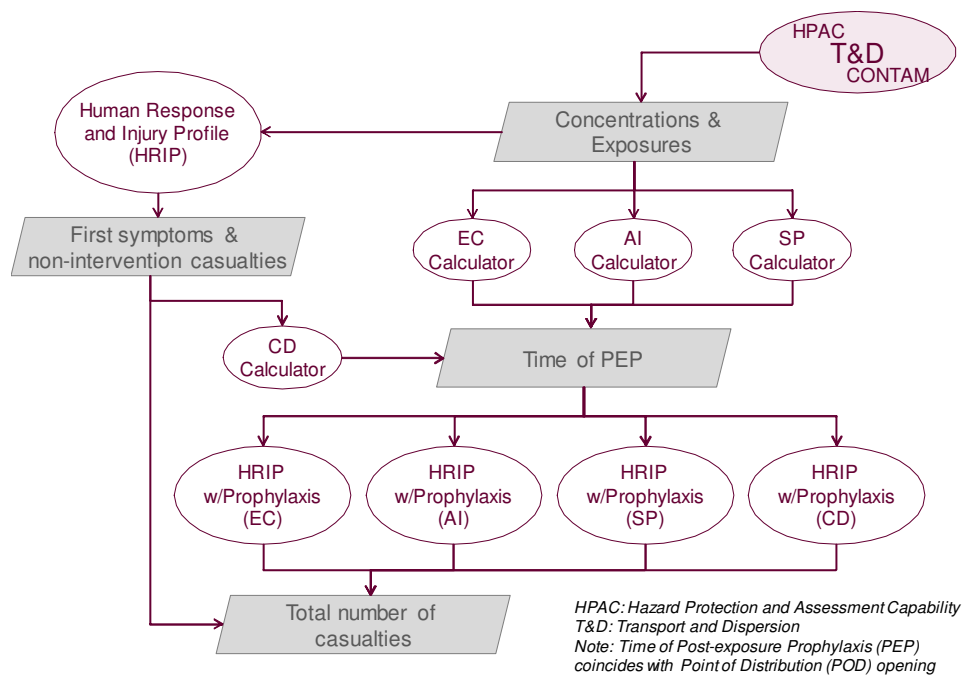 HPAC
T&D
CONTAM
Human Response
and Injury Profile
(HRIP)
Concentrations &
Exposures
First symptoms &
non-intervention casualties
EC
Calculator
AI
Calculator
SP
Calculator
CD
Calculator
Time of PEP
HRIP
w/Prophylaxis
(EC)
HRIP
w/Prophylaxis
(AI)
HRIP
w/Prophylaxis
(SP)
HRIP
w/Prophylaxis
(CD)
Total number of
casualties
HPAC: Hazard Protection and Assessment Capability
T&D: Transport and Dispersion
Note: Time of Post-exposure Prophylaxis (PEP)
coincides with Point of Distribution (POD) opening